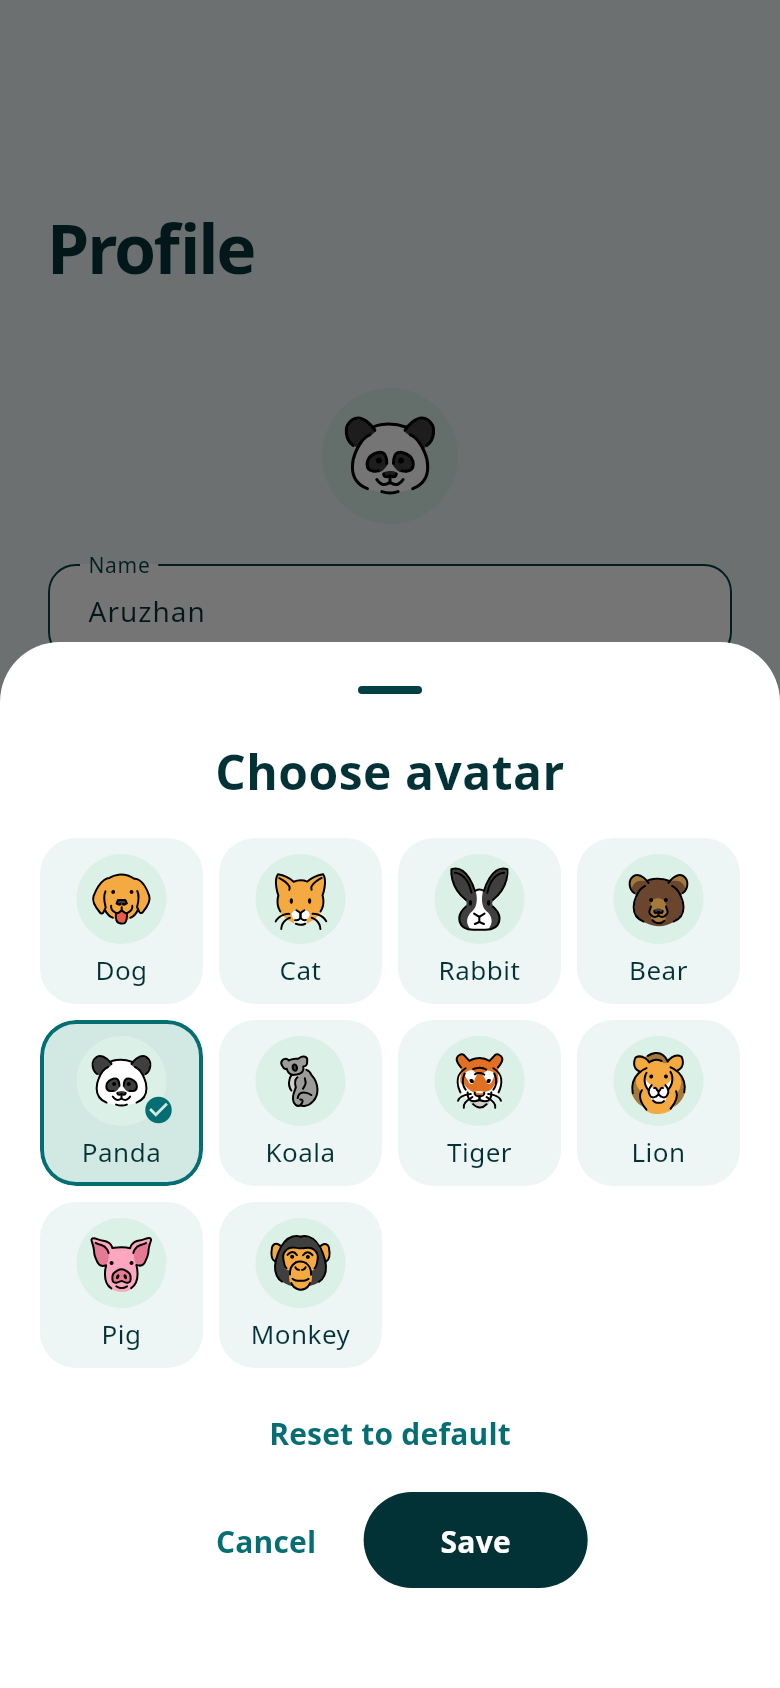 Profile
Name
Aruzhan
Choose avatar
Dog
Cat
Rabbit
Bear
Panda
Koala
Tiger
Lion
Pig
Monkey
Reset to default
Cancel
Save